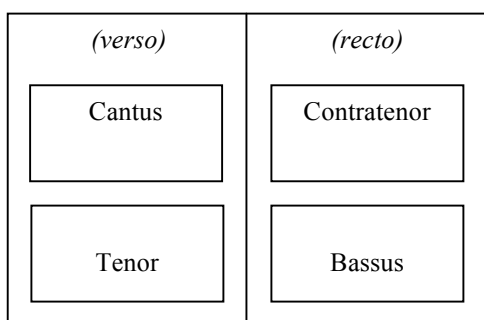 (verso)
(recto)
Cantus
Contratenor
Tenor
Bassus